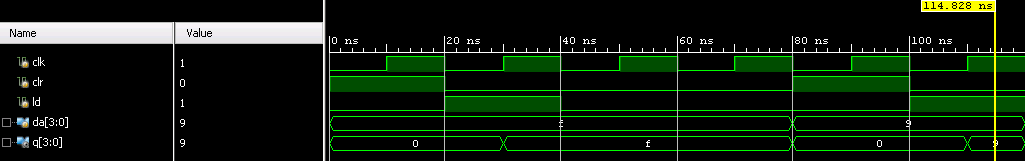 114.828 ns
Name Value
0 ns 20 ns 40 ns 60 ns 80 ns 100 ns
clk 1
clr 0
ld 1
da[3:0] 9 f 9
q[3:0] 9 0 f 0 9